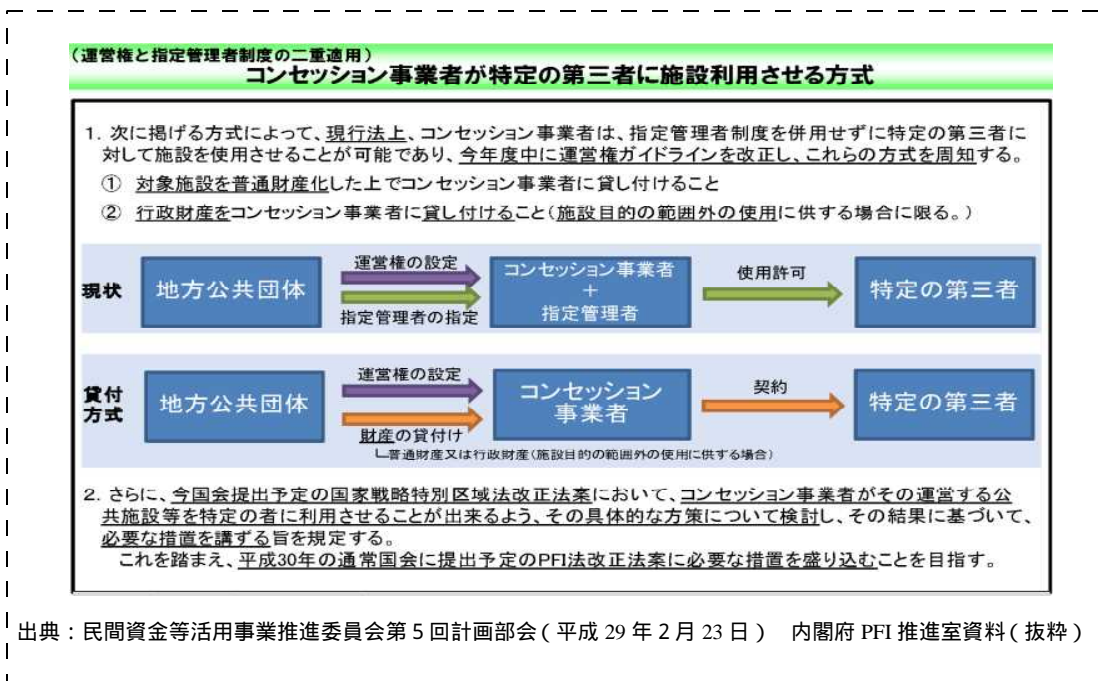 （運営権と指定管理者制度の二重適用）
コンセッション事業者が特定の第三者に施設利用させる方式
1. 次に掲げる方式によって、現行法上、コンセッション事業者は、指定管理者制度を併用せずに特定の第三者に
対して施設を使用させることが可能であり、今年度中に運営権ガイドラインを改正し、これらの方式を周知する。
① 対象施設を普通財産化した上でコンセッション事業者に貸し付けること
② 行政財産をコンセッション事業者に貸し付けること（施設目的の範囲外の使用に供する場合に限る。）
現状
地方公共団体
運営権の設定
指定管理者の指定
コンセッション事業者
＋
指定管理者
使用許可
特定の第三者
貸付
方式
地方公共団体
運営権の設定
財産の貸付け
普通財産又は行政財産（施設目的の範囲外の使用に供する場合）
コンセッション
事業者
契約
特定の第三者
2. さらに、今国会提出予定の国家戦略特別区域法改正法案において、コンセッション事業者がその運営する公
共施設等を特定の者に利用させることが出来るよう、その具体的な方策について検討し、その結果に基づいて、
必要な措置を講ずる旨を規定する。
これを踏まえ、平成30年の通常国会に提出予定のPFI法改正法案に必要な措置を盛り込むことを目指す。
出典：民間資金等活用事業推進委員会第５回計画部会（平成 29 年２月 23 日） 内閣府 PFI 推進室資料（抜粋）